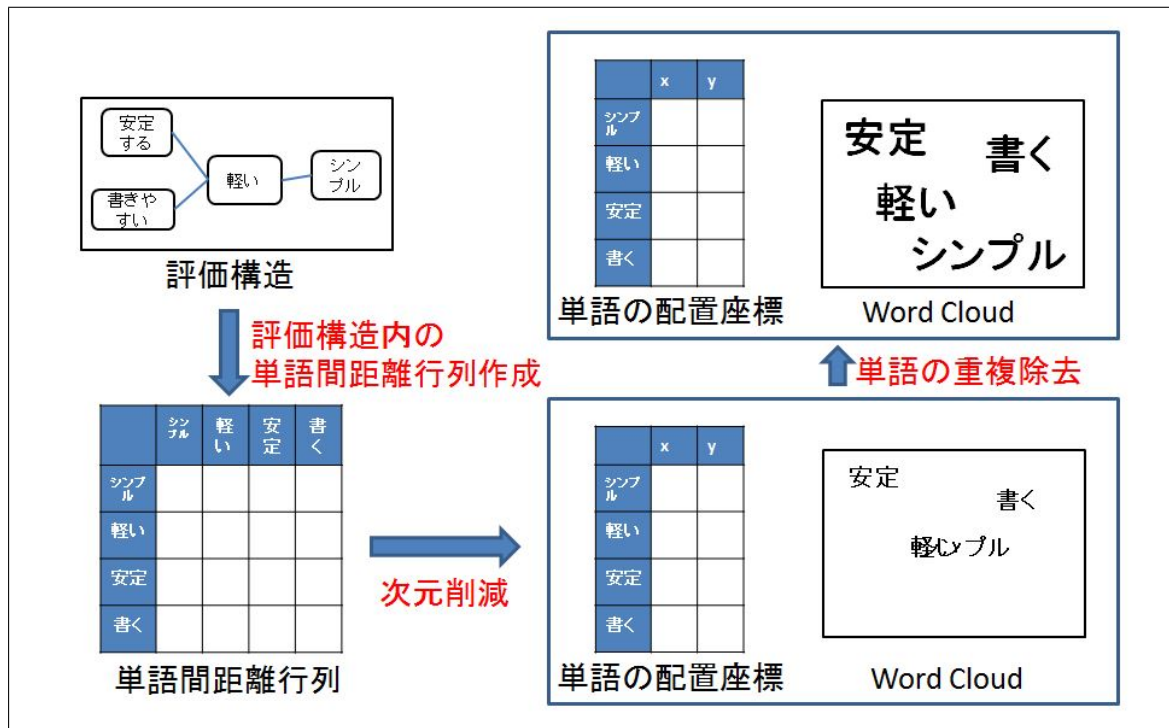 安定
する
書きや
すい
軽い
シン
プル
評価構造
評価構造内の
単語間距離行列作成
シン
プル
軽
い
安
定
書
く
シンプ
ル
軽い
安定
書く
単語間距離行列
次元削減
x y
シンプ
ル
軽い
安定
書く
単語の配置座標
安定
書く
プル
Word Cloud
単語の重複除去
x y
シンプ
ル
軽い
安定
書く
単語の配置座標
安定
書く
軽い
シンプル
Word Cloud